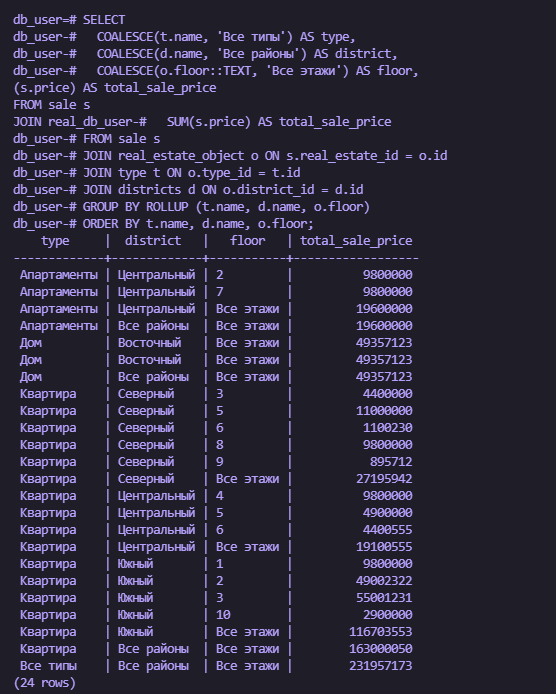 db_user=# SELECT
db_user-#   COALESCE(t.name, 'Все типы') AS type,
db_user-#   COALESCE(d.name, 'Все районы') AS district,
db_user-#   COALESCE(o.floor::TEXT, 'Все этажи') AS floor,
(s.price) AS total_sale_price
FROM sale s
JOIN real_db_user-#   SUM(s.price) AS total_sale_price
db_user-# FROM sale s
db_user-# JOIN real_estate_object o ON s.real_estate_id = o.id
db_user-# JOIN type t ON o.type_id = t.id
db_user-# JOIN districts d ON o.district_id = d.id
db_user-# GROUP BY ROLLUP (t.name, d.name, o.floor)
db_user-# ORDER BY t.name, d.name, o.floor;
    type     |  district   |   floor   | total_sale_price
-------------+-------------+-----------+------------------
 Апартаменты | Центральный | 2         |          9800000
 Апартаменты | Центральный | 7         |          9800000
 Апартаменты | Центральный | Все этажи |         19600000
 Апартаменты | Все районы  | Все этажи |         19600000
 Дом         | Восточный   | Все этажи |         49357123
 Дом         | Восточный   | Все этажи |         49357123
 Дом         | Все районы  | Все этажи |         49357123
 Квартира    | Северный    | 3         |          4400000
 Квартира    | Северный    | 5         |         11000000
 Квартира    | Северный    | 6         |          1100230
 Квартира    | Северный    | 8         |          9800000
 Квартира    | Северный    | 9         |           895712
 Квартира    | Северный    | Все этажи |         27195942
 Квартира    | Центральный | 4         |          9800000
 Квартира    | Центральный | 5         |          4900000
 Квартира    | Центральный | 6         |          4400555
 Квартира    | Центральный | Все этажи |         19100555
 Квартира    | Южный       | 1         |          9800000
 Квартира    | Южный       | 2         |         49002322
 Квартира    | Южный       | 3         |         55001231
 Квартира    | Южный       | 10        |          2900000
 Квартира    | Южный       | Все этажи |        116703553
 Квартира    | Все районы  | Все этажи |        163000050
 Все типы    | Все районы  | Все этажи |        231957173
(24 rows)